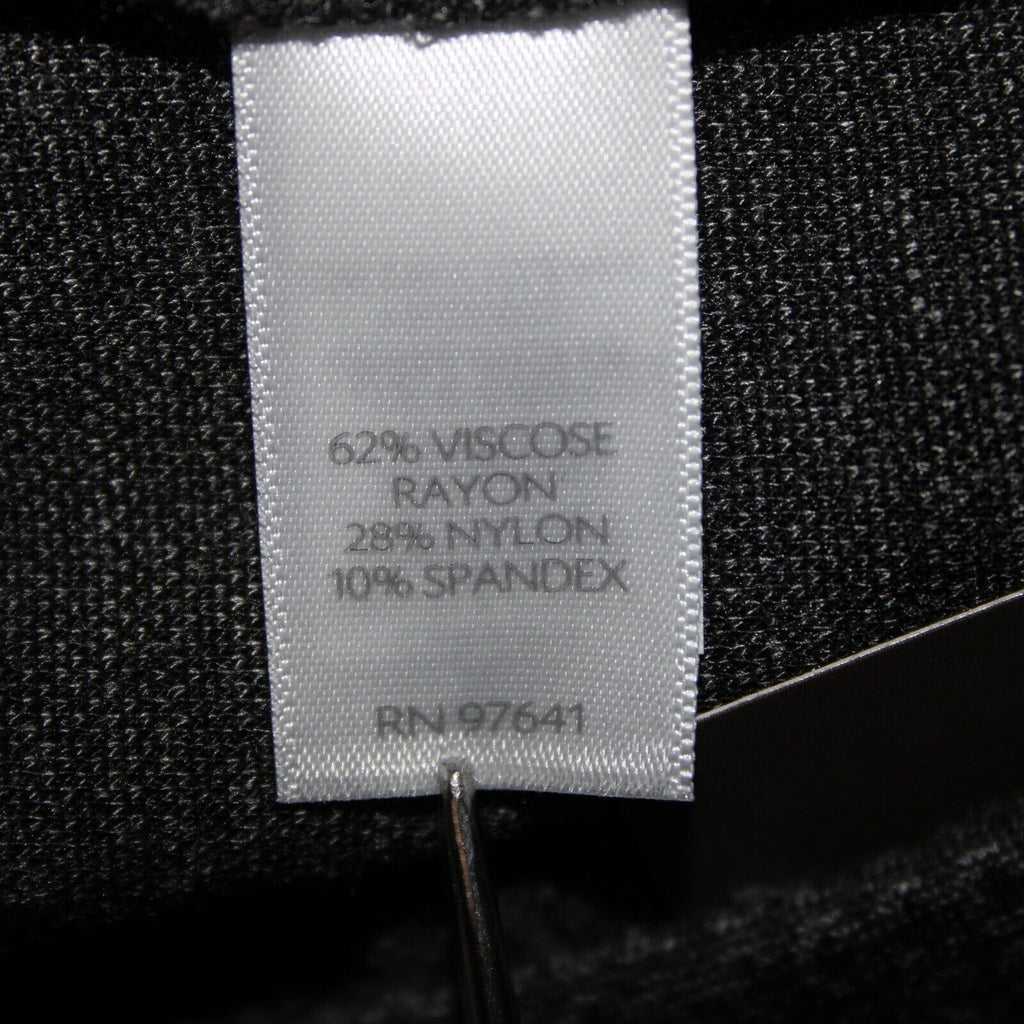 62% VISCOSE
RAYON
28% NYLON
10% SPANDEX
RN 97641